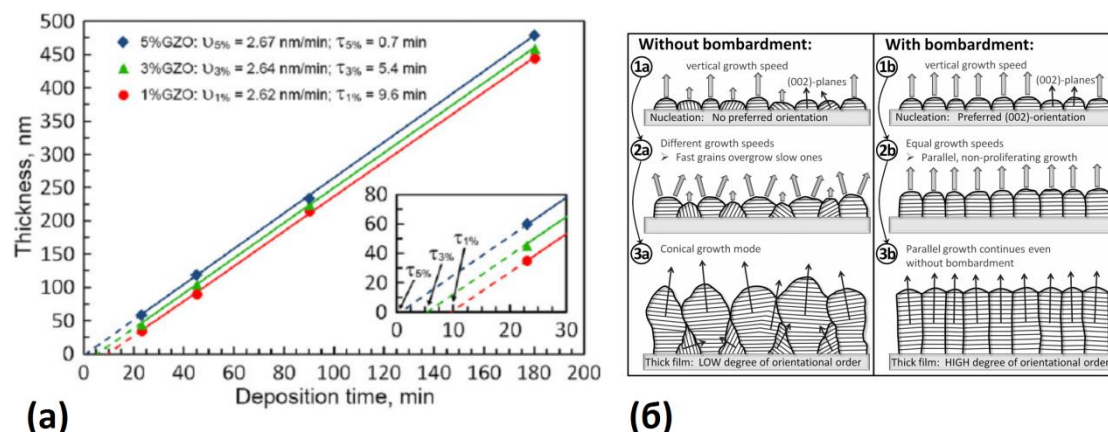 500
450
400
350
300
250
200
150
100
50
0
Thickness, nm
5%GZO: υ5% = 2.67 nm/min; τ5% = 0.7 min
3%GZO: υ3% = 2.64 nm/min; τ3% = 5.4 min
1%GZO: υ1% = 2.62 nm/min; τ1% = 9.6 min
80
60
40
20
0
τ5%
τ3%
τ1%
0 10 20 30
0 20 40 60 80 100 120 140 160 180 200
Deposition time, min
(а)
Without bombardment:
1a
vertical growth speed
(002)-planes
Nucleation: No preferred orientation
2a
Different growth speeds
➤ Fast grains overgrow slow ones
3a
Conical growth mode
Thick film: LOW degree of orientational order
With bombardment:
1b
vertical growth speed
(002)-planes
Nucleation: Preferred (002)-orientation
2b
Equal growth speeds
➤ Parallel, non-proliferating growth
3b
Parallel growth continues even
without bombardment
Thick film: HIGH degree of orientational order
(б)